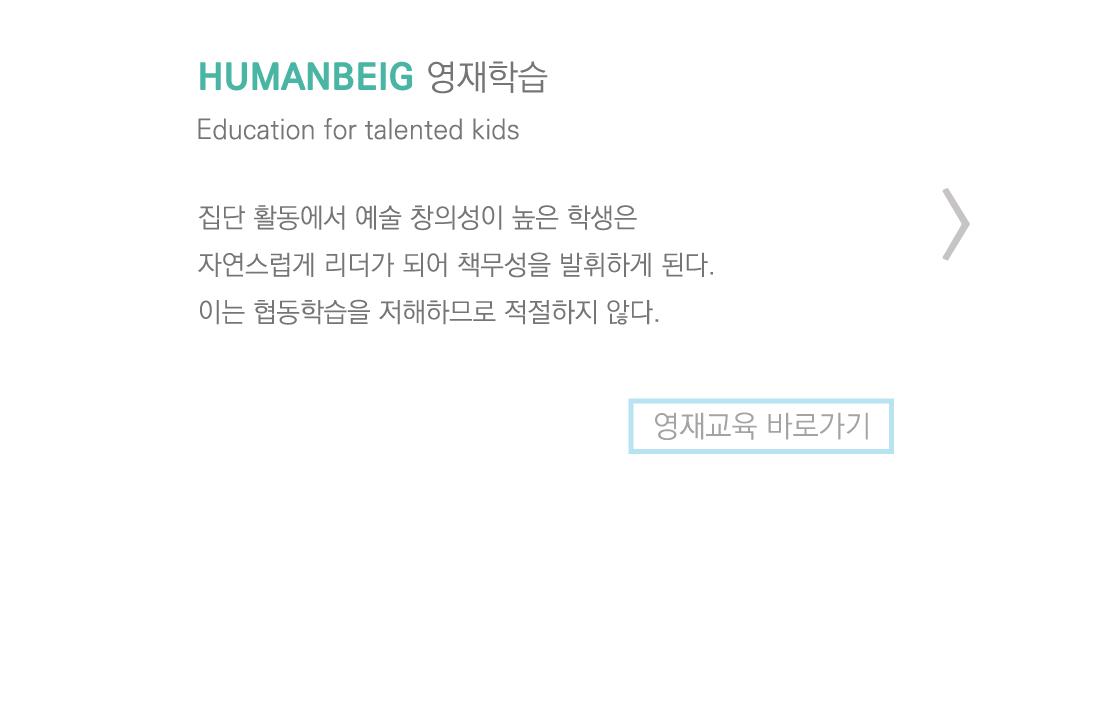 HUMANBEIG 영재학습
Education for talented kids
집단 활동에서 예술 창의성이 높은 학생은
자연스럽게 리더가 되어 책무성을 발휘하게 된다.
이는 협동학습을 저해하므로 적절하지 않다.
영재교육 바로가기